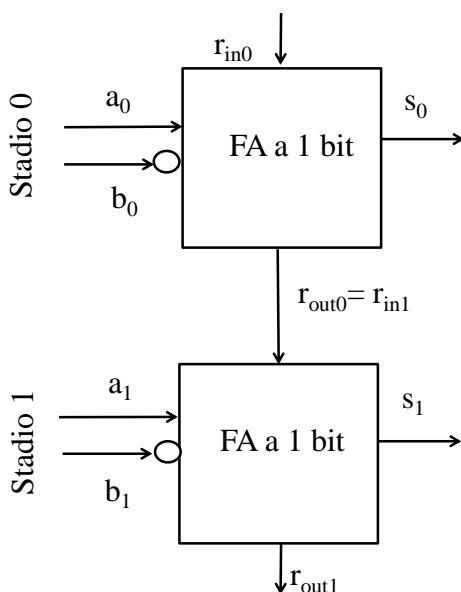 r_in0
Stadio 0
a_0
b_0
FA a 1 bit
s_0
r_out0= r_in1
Stadio 1
a_1
b_1
FA a 1 bit
s_1
r_out1